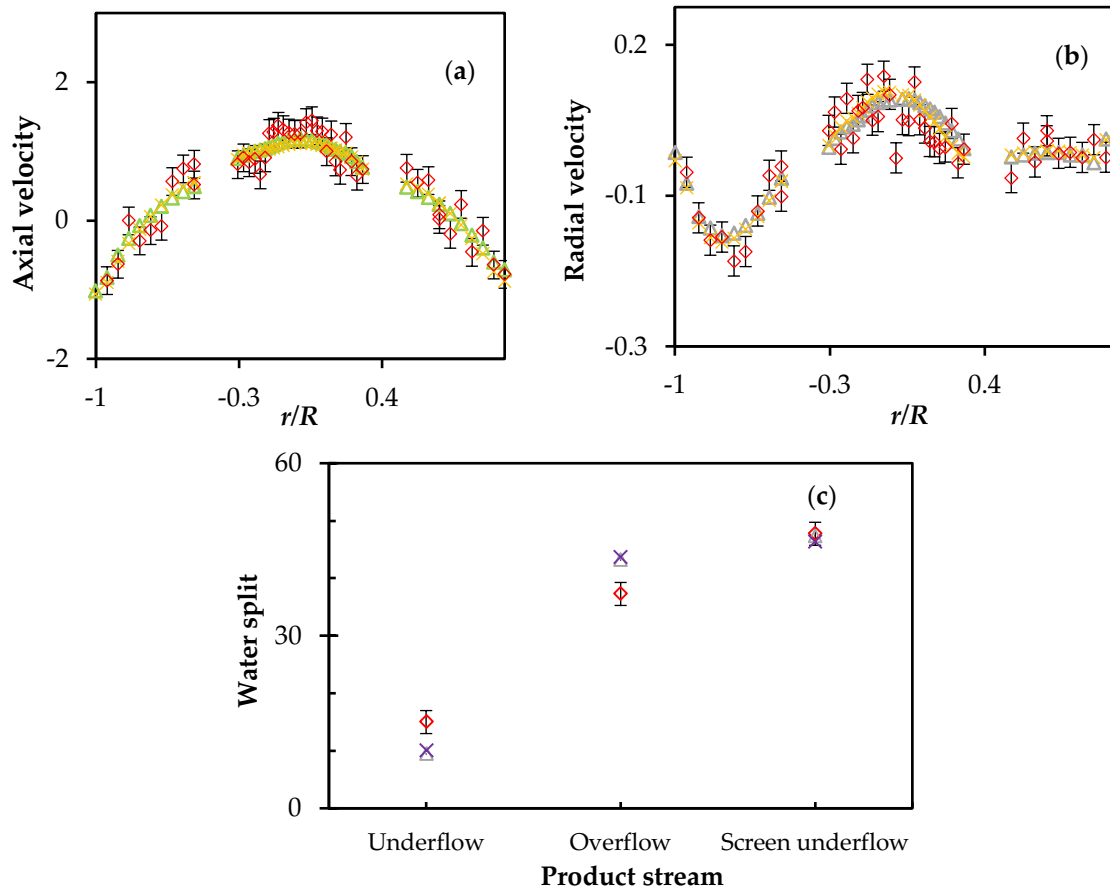 (a)
2
0
-2
Axial velocity
-1
-0.3
0.4
r/R
(b)
0.2
-0.1
-0.3
Radial velocity
-1
-0.3
0.4
r/R
(c)
60
30
0
Water split
Underflow
Overflow
Screen underflow
Product stream